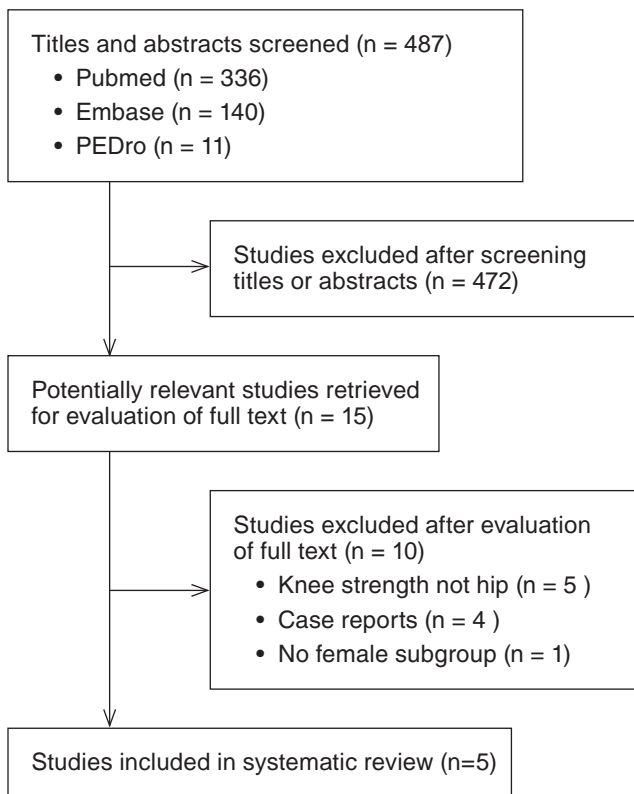 Titles and abstracts screened (n = 487)
• Pubmed (n = 336)
• Embase (n = 140)
• PEDro (n = 11)
Studies excluded after screening
titles or abstracts (n = 472)
Potentially relevant studies retrieved
for evaluation of full text (n = 15)
Studies excluded after evaluation
of full text (n = 10)
• Knee strength not hip (n = 5 )
• Case reports (n = 4 )
• No female subgroup (n = 1)
Studies included in systematic review (n=5)